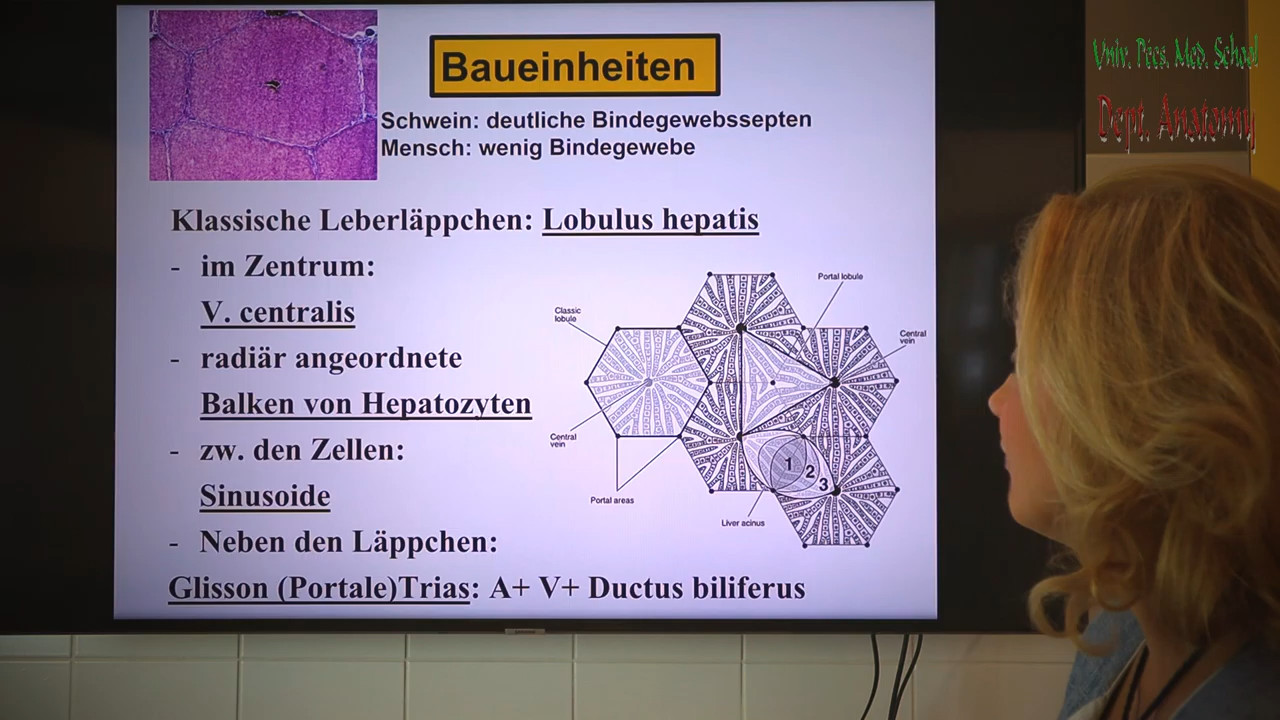 Univ. Pécs. Med. School
Dept. Anatomy
Baueinheiten
Schwein: deutliche Bindegewebssepten
Mensch: wenig Bindegewebe
Klassische Leberläppchen: Lobulus hepatis
- im Zentrum:
V. centralis
- radiär angeordnete
Balken von Hepatozyten
- zw. den Zellen:
Sinusoide
- Neben den Läppchen:
Glisson (Portale)Trias: A+ V+ Ductus biliferus
Portal lobule
Classic
lobule
Central
vein
Central
vein
1
2
3
Portal areas
Liver acinus